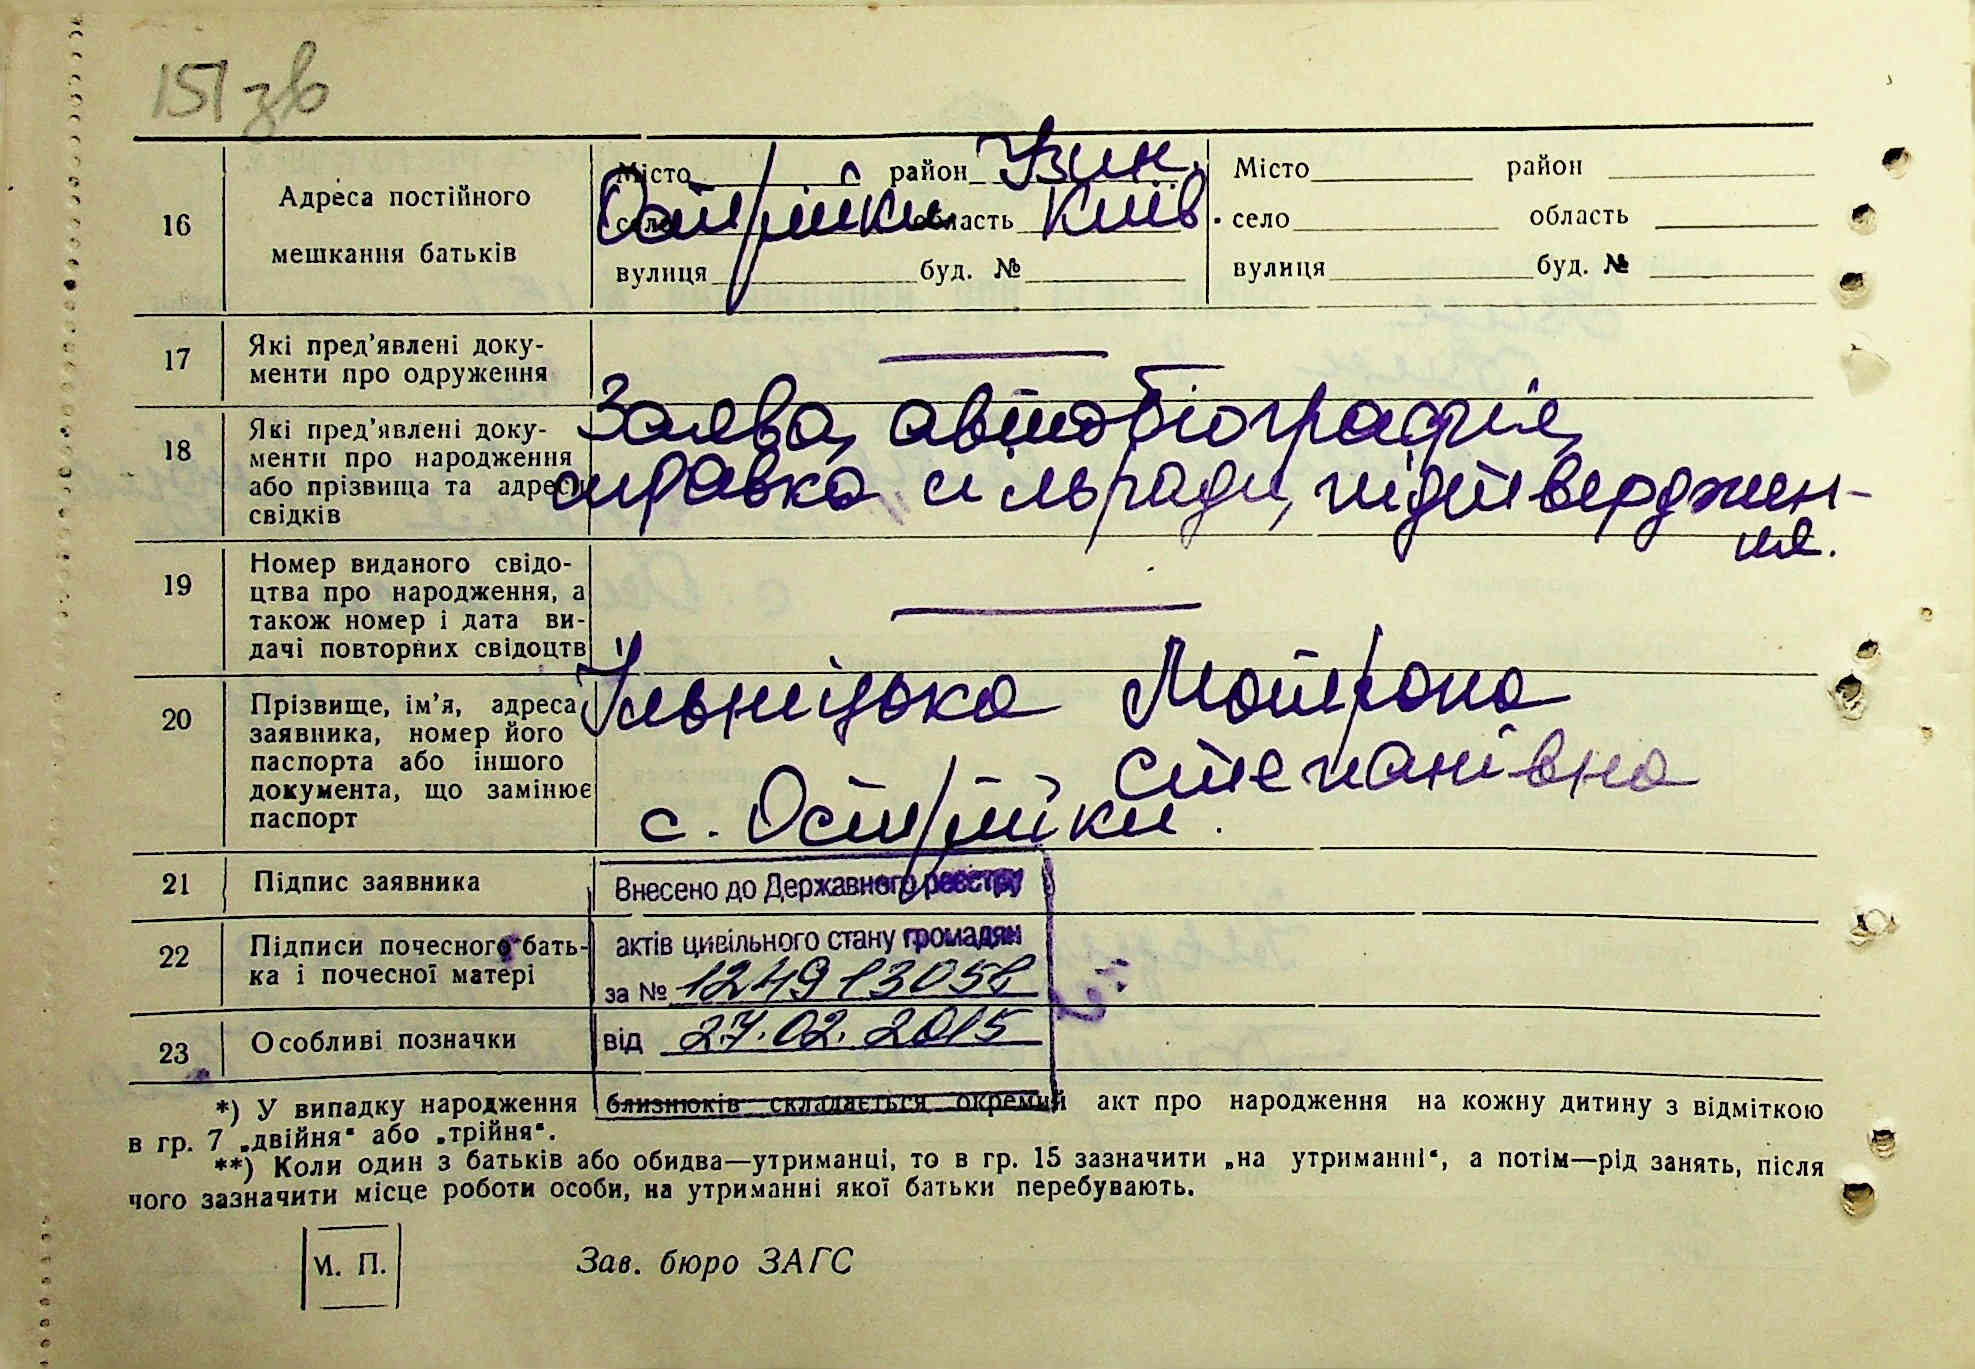 151 зв
Місто район Узин.
село Острійки область Київ.
вулиця буд. №
Місто район
село область
вулиця буд. №
16
Адреса постійного
мешкання батьків
17
Які пред'явлені доку-
менти про одруження
18
Які пред'явлені доку-
менти про народження
або прізвища та адреси
свідків
Заява, автобіографія,
справка сільради, підтверджен-
ня.
19
Номер виданого свідо-
цтва про народження, а
також номер і дата ви-
дачі повторних свідоцтв
20
Прізвище, ім'я, адреса
заявника, номер його
паспорта або іншого
документа, що замінює
паспорт
Ільніцька Мотрона
Степанівна
с. Острійки.
21
Підпис заявника
22
Підписи почесного бать-
ка і почесної матері
23
Особливі позначки
Внесено до Державного реєстру
актів цивільного стану громадян
за № 124913058
від 27.02.2015
*) У випадку народження близнюків складається окремий акт про народження на кожну дитину з відміткою
в гр. 7 „двійня“ або „трійня“.
**) Коли один з батьків або обидва—утриманці, то в гр. 15 зазначити „на утриманні“, а потім—рід занять, після
чого зазначити місце роботи особи, на утриманні якої батьки перебувають.
М. П.
Зав. бюро ЗАГС